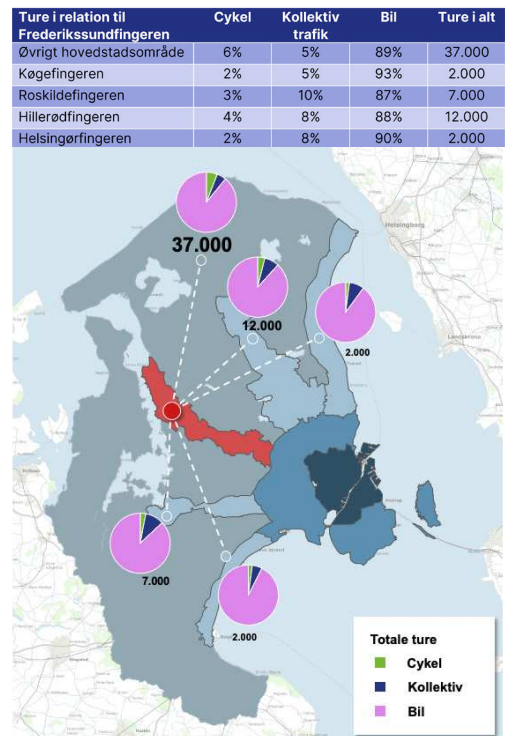 Ture i relation til Frederikssundfingeren Cykel Kollektiv trafik Bil Ture i alt
Øvrigt hovedstadsområde 6% 5% 89% 37.000
Køgefingeren 2% 5% 93% 2.000
Roskildefingeren 3% 10% 87% 7.000
Hillerødfingeren 4% 8% 88% 12.000
Helsingørfingeren 2% 8% 90% 2.000
Helsingborg
37.000
12.000
2.000
Landskrona
7.000
2.000
Totale ture
Cykel
Kollektiv
Bil